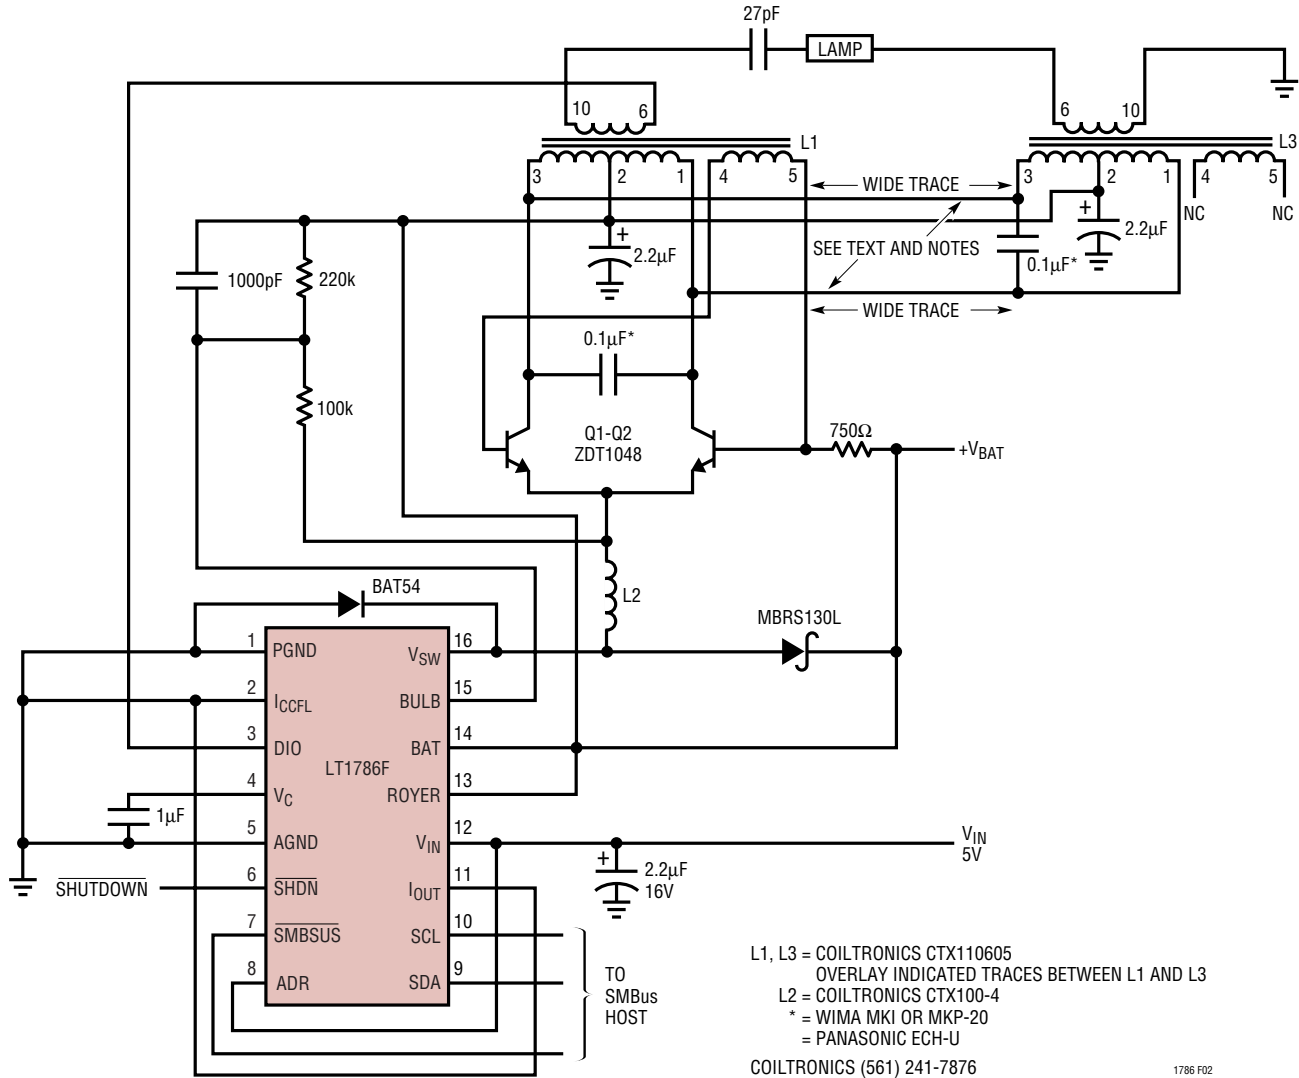 27pF
LAMP
10
6
6
10
L1
L3
3
2
1
4
5
WIDE TRACE
3
2
1
4
5
NC
NC
+
2.2µF
SEE TEXT AND NOTES
+
2.2µF
0.1µF*
1000pF
220k
WIDE TRACE
0.1µF*
100k
Q1-Q2
ZDT1048
750Ω
+VBAT
L2
BAT54
MBRS130L
1
PGND
16
VSW
2
ICCFL
15
BULB
3
DIO
14
BAT
LT1786F
4
VC
13
ROYER
1µF
5
AGND
12
VIN
VIN
5V
+
2.2µF
16V
SHUTDOWN
6
SHDN
11
IOUT
7
SMBSUS
10
SCL
8
ADR
9
SDA
TO
SMBus
HOST
L1, L3 = COILTRONICS CTX110605
OVERLAY INDICATED TRACES BETWEEN L1 AND L3
L2 = COILTRONICS CTX100-4
* = WIMA MKI OR MKP-20
= PANASONIC ECH-U
COILTRONICS (561) 241-7876
1786 F02